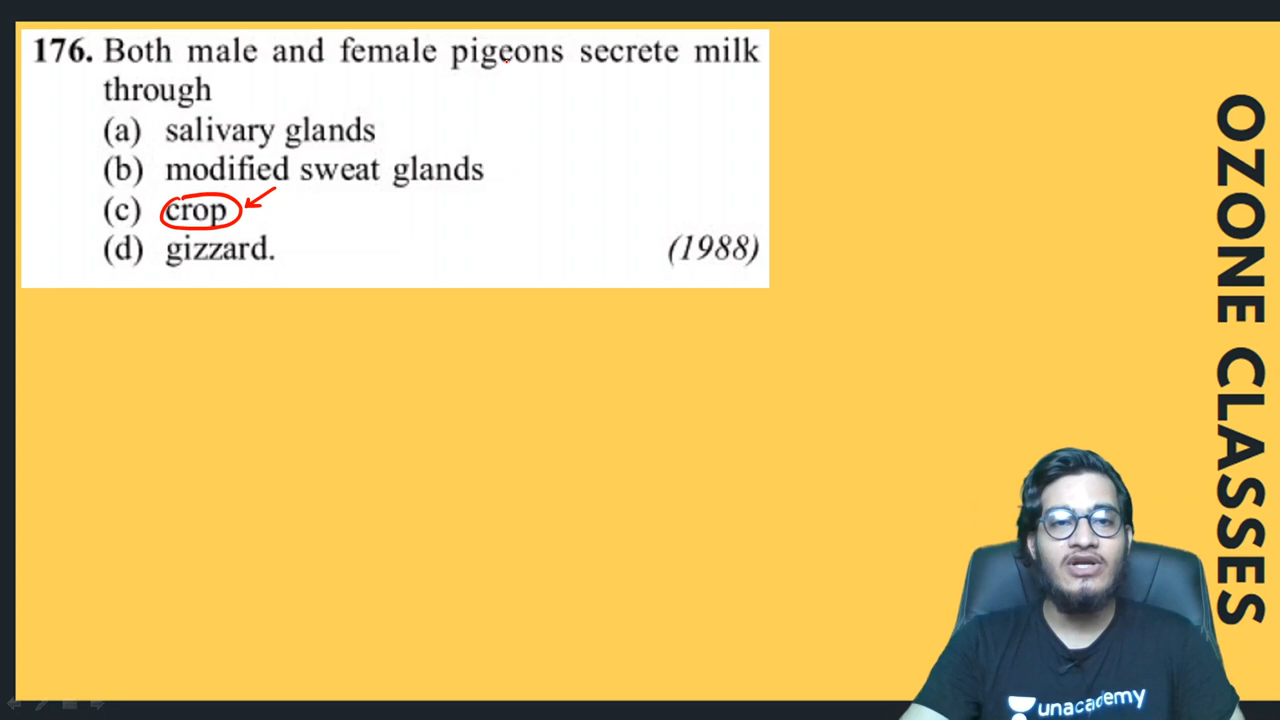 176. Both male and female pigeons secrete milk
through
(a) salivary glands
(b) modified sweat glands
(c) crop
(d) gizzard. (1988)
OZONE CLASSES
unacademy